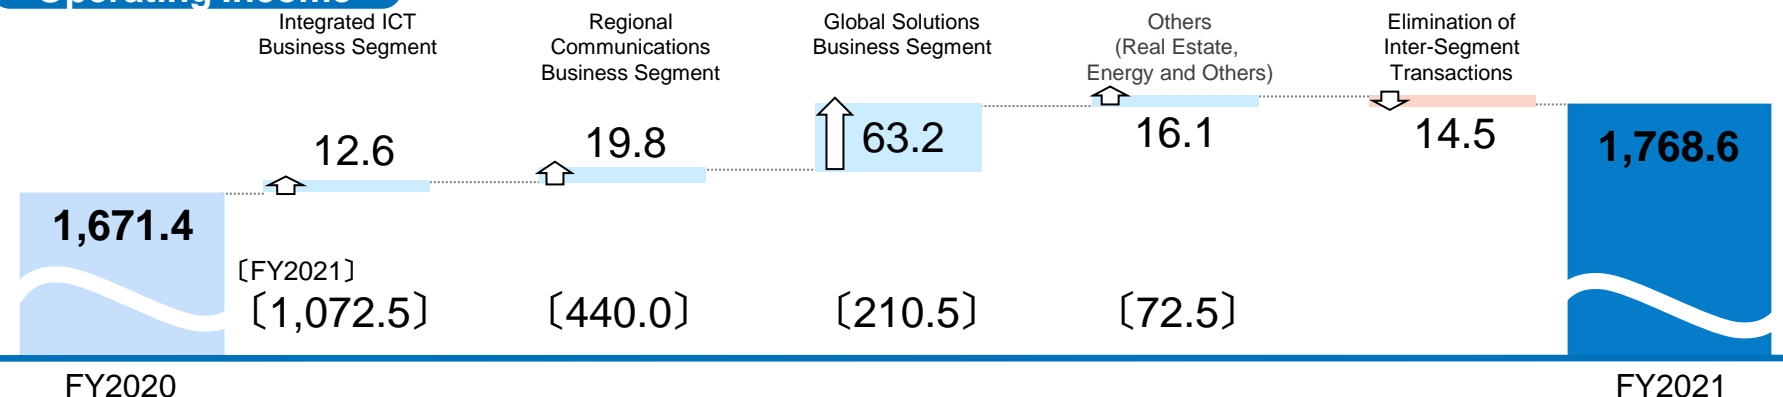 Operating Income
Integrated ICT
Business Segment
Regional
Communications
Business Segment
Global Solutions
Business Segment
Others
(Real Estate,
Energy and Others)
Elimination of
Inter-Segment
Transactions
12.6
19.8
63.2
16.1
14.5
1,671.4
1,768.6
〔FY2021〕
〔1,072.5〕
〔440.0〕
〔210.5〕
〔72.5〕
FY2020
FY2021